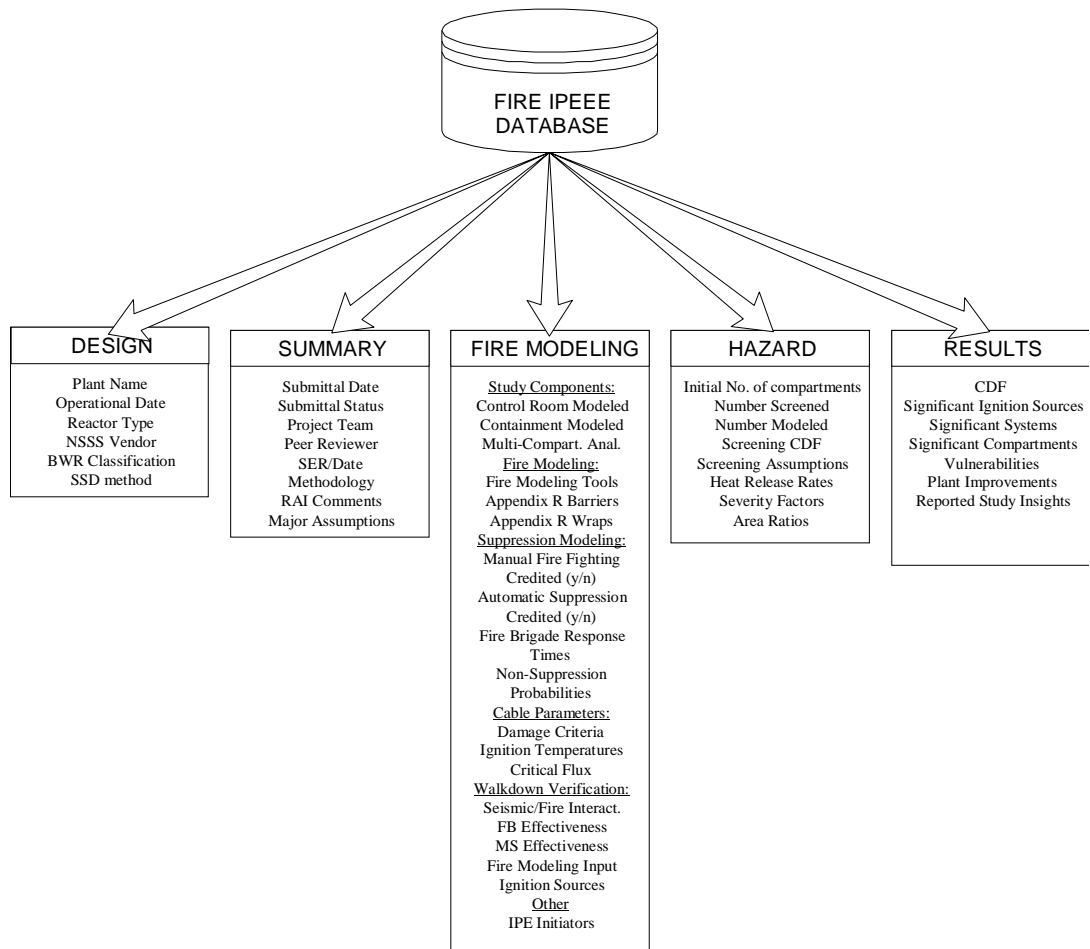 FIRE IPEEE
DATABASE
DESIGN
Plant Name
Operational Date
Reactor Type
NSSS Vendor
BWR Classification
SSD method
SUMMARY
Submittal Date
Submittal Status
Project Team
Peer Reviewer
SER/Date
Methodology
RAI Comments
Major Assumptions
FIRE MODELING
Study Components:
Control Room Modeled
Containment Modeled
Multi-Compart. Anal.
Fire Modeling:
Fire Modeling Tools
Appendix R Barriers
Appendix R Wraps
Suppression Modeling:
Manual Fire Fighting
Credited (y/n)
Automatic Suppression
Credited (y/n)
Fire Brigade Response
Times
Non-Suppression
Probabilities
Cable Parameters:
Damage Criteria
Ignition Temperatures
Critical Flux
Walkdown Verification:
Seismic/Fire Interact.
FB Effectiveness
MS Effectiveness
Fire Modeling Input
Ignition Sources
Other
IPE Initiators
HAZARD
Initial No. of compartments
Number Screened
Number Modeled
Screening CDF
Screening Assumptions
Heat Release Rates
Severity Factors
Area Ratios
RESULTS
CDF
Significant Ignition Sources
Significant Systems
Significant Compartments
Vulnerabilities
Plant Improvements
Reported Study Insights